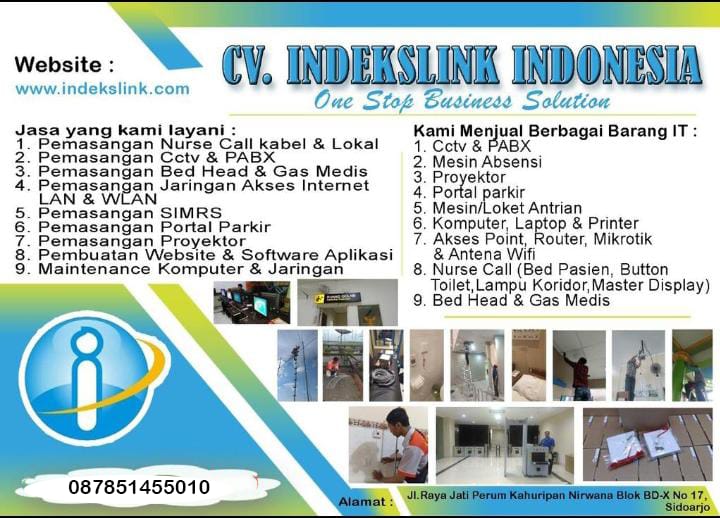 Website :
www.indekslink.com
CV. INDEKSLINK INDONESIA
One Stop Business Solution
Jasa yang kami layani :
1. Pemasangan Nurse Call kabel & Lokal
2. Pemasangan Cctv & PABX
3. Pemasangan Bed Head & Gas Medis
4. Pemasangan Jaringan Akses Internet
LAN & WLAN
5. Pemasangan SIMRS
6. Pemasangan Portal Parkir
7. Pemasangan Proyektor
8. Pembuatan Website & Software Aplikasi
9. Maintenance Komputer & Jaringan
Kami Menjual Berbagai Barang IT :
1. Cctv & PABX
2. Mesin Absensi
3. Proyektor
4. Portal parkir
5. Mesin/Loket Antrian
6. Komputer, Laptop & Printer
7. Akses Point, Router, Mikrotik
& Antena Wifi
8. Nurse Call (Bed Pasien, Button
Toilet,Lampu Koridor,Master Display)
9. Bed Head & Gas Medis
i
087851455010
Alamat : Jl.Raya Jati Perum Kahuripan Nirwana Blok BD-X No 17,
Sidoarjo